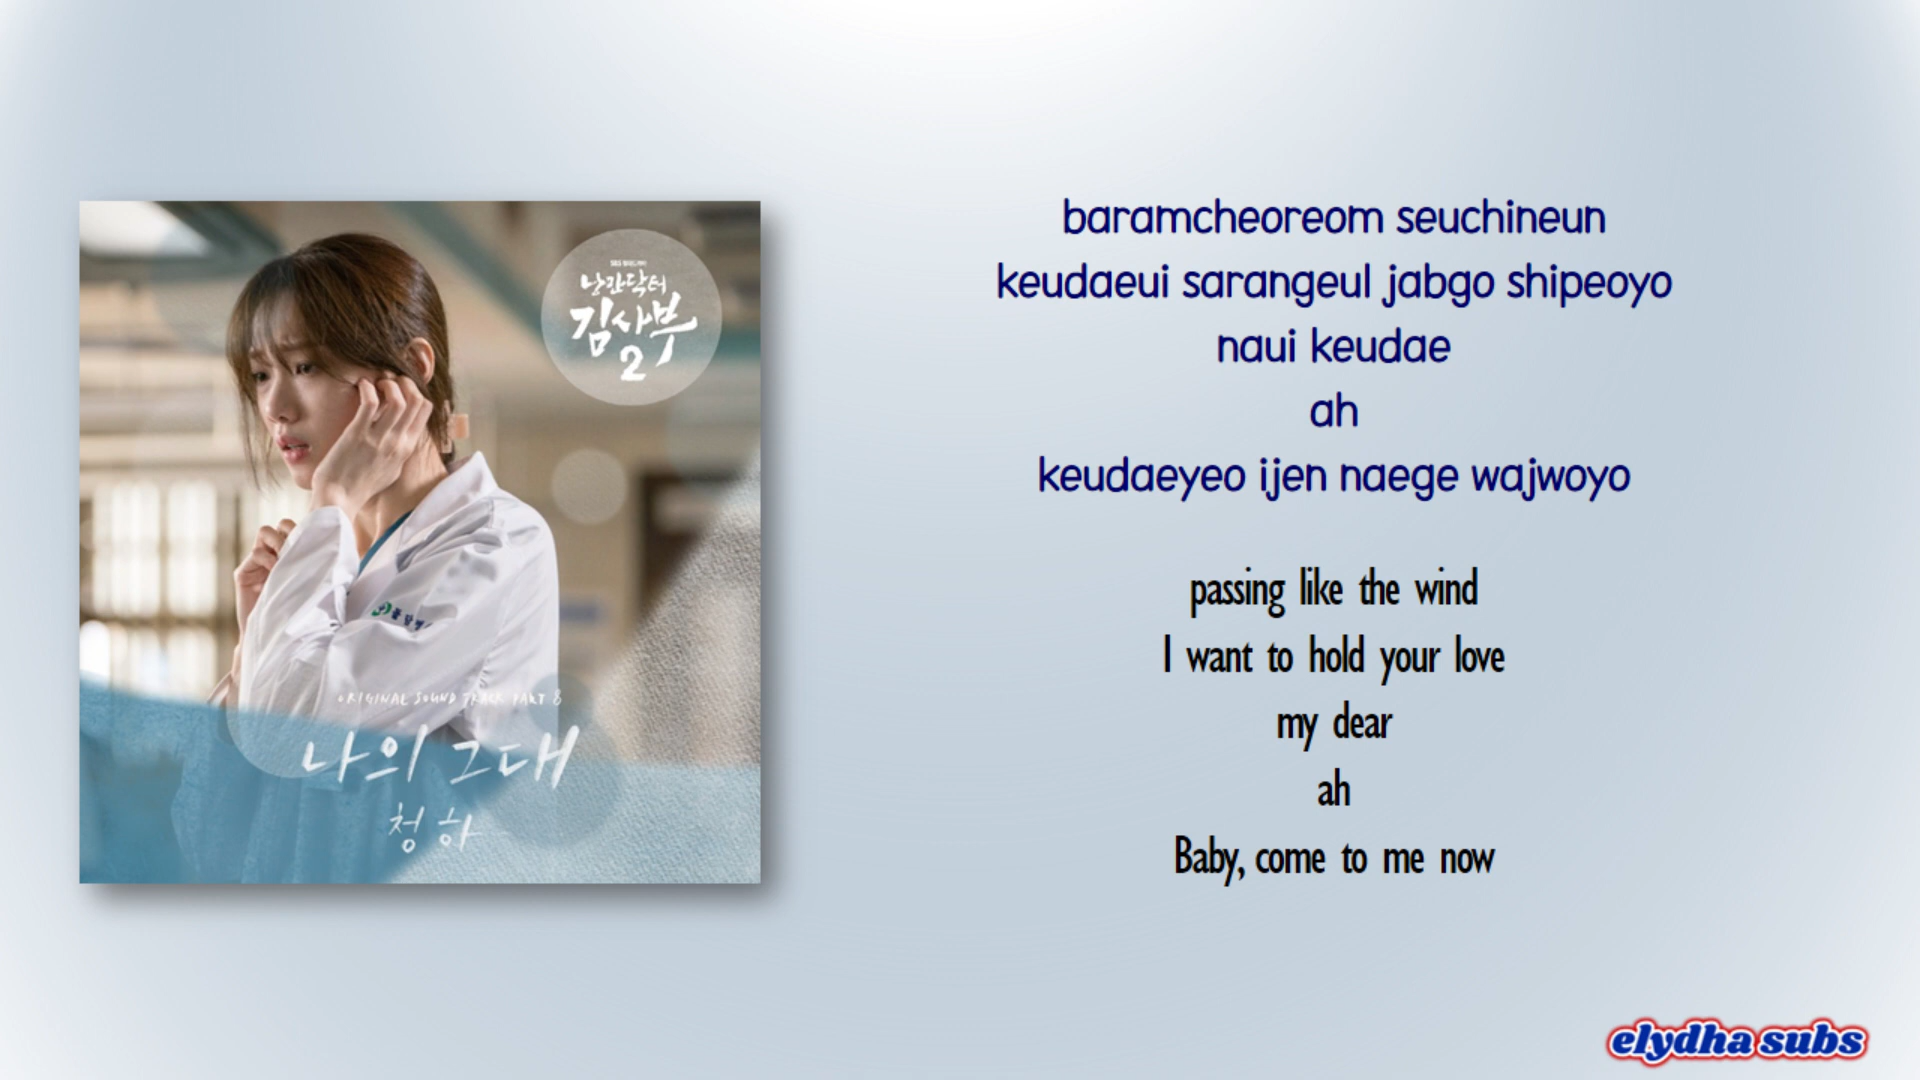 낭만닥터
김사부
2
ORIGINAL SOUND TRACK PART 8
나의 그대
청하
baramcheoreom seuchineun
keudaeui sarangeul jabgo shipeoyo
naui keudae
ah
keudaeyeo ijen naege wajwoyo
passing like the wind
I want to hold your love
my dear
ah
Baby, come to me now
elydha subs